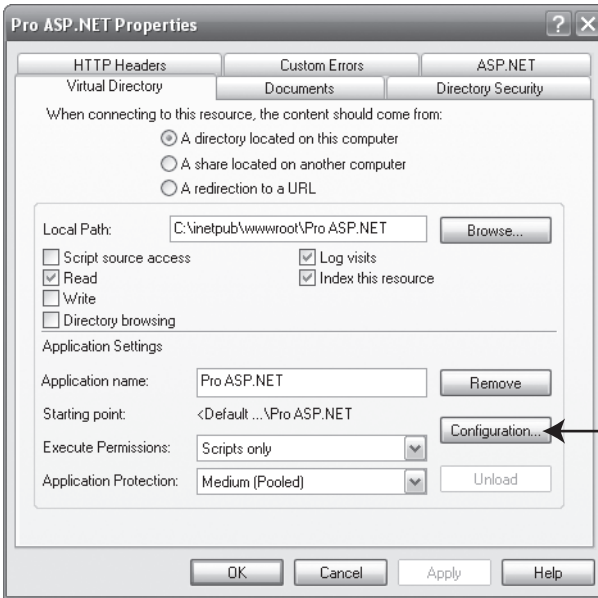 Pro ASP.NET Properties
HTTP Headers
Custom Errors
ASP.NET
Virtual Directory
Documents
Directory Security
When connecting to this resource, the content should come from:
A directory located on this computer
A share located on another computer
A redirection to a URL
Local Path:
C:\inetpub\wwwroot\Pro ASP.NET
Browse...
Script source access
Log visits
Read
Index this resource
Write
Directory browsing
Application Settings
Application name:
Pro ASP.NET
Remove
Starting point:
<Default ...\Pro ASP.NET
Configuration...
Execute Permissions:
Scripts only
Application Protection:
Medium (Pooled)
Unload
OK
Cancel
Apply
Help